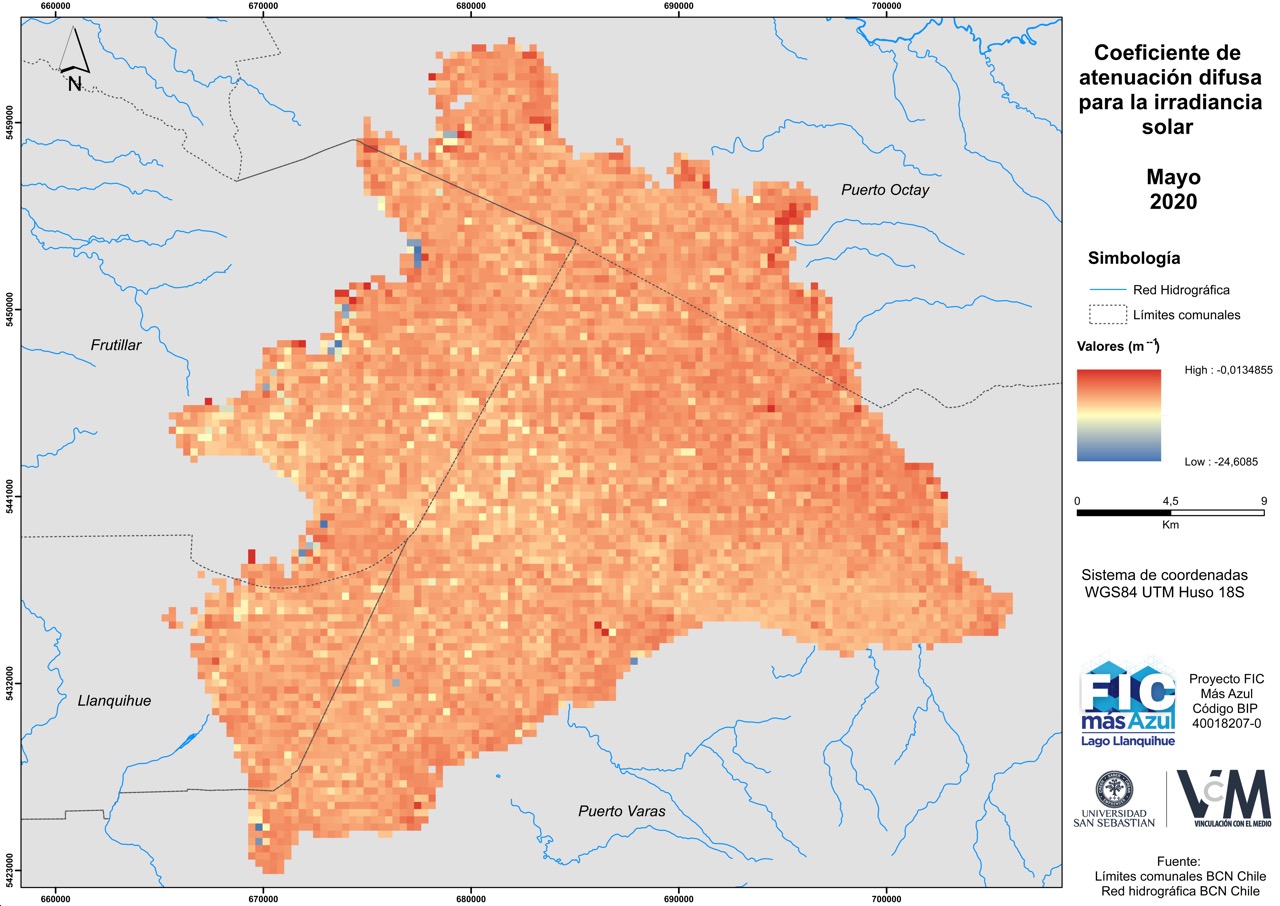 660000
670000
680000
690000
700000
Coeficiente de
atenuación difusa
para la irradiancia
solar
Mayo
2020
N
5459000
5450000
5441000
5432000
5423000
Puerto Octay
Frutillar
Llanquihue
Puerto Varas
Simbología
Red Hidrográfica
Límites comunales
Valores (m⁻¹)
High : -0,0134855
Low : -24,6085
0 4,5 9
Km
Sistema de coordenadas
WGS84 UTM Huso 18S
FIC
más Azul
Lago Llanquihue
Proyecto FIC
Más Azul
Código BIP
40018207-0
UNIVERSIDAD
SAN SEBASTIAN
VcM
VINCULACIÓN CON EL MEDIO
Fuente:
Límites comunales BCN Chile
Red hidrográfica BCN Chile
660000
670000
680000
690000
700000